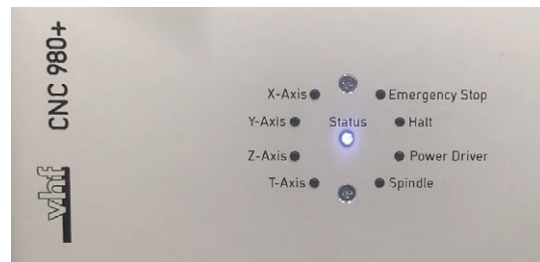 CNC 980+
vhf
X-Axis
Emergency Stop
Y-Axis
Status
Halt
Z-Axis
Power Driver
T-Axis
Spindle